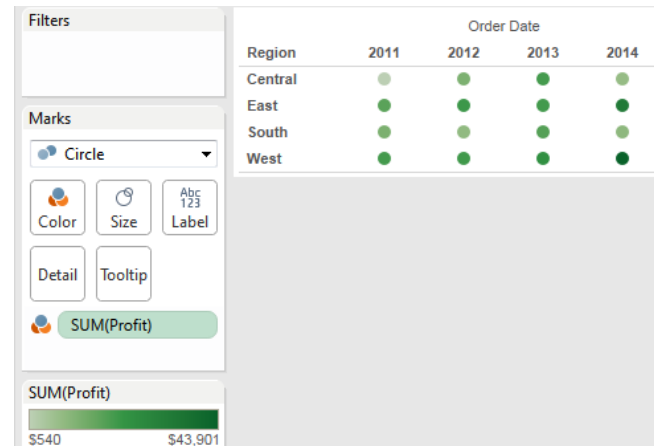 Filters
Order Date
Region 2011 2012 2013 2014
Central
East
South
West
Marks
Circle
Color
Size
Abc
123
Label
Detail
Tooltip
SUM(Profit)
SUM(Profit)
$540 $43,901